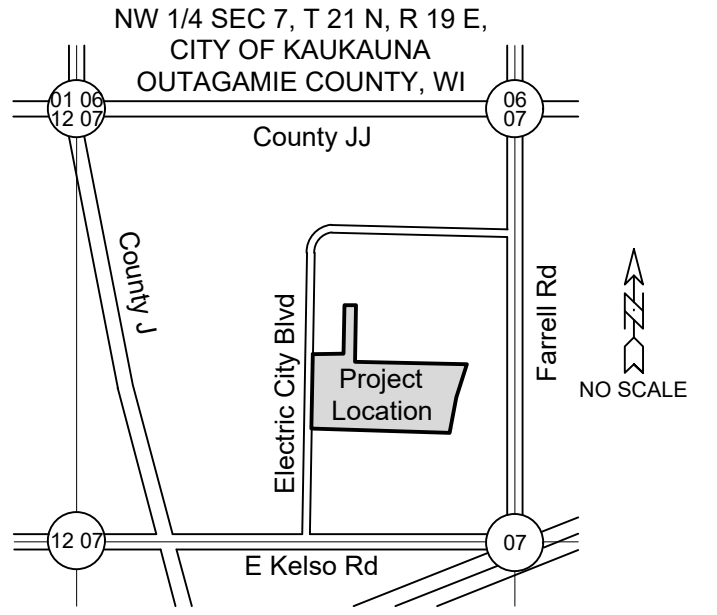 NW 1/4 SEC 7, T 21 N, R 19 E,
CITY OF KAUKAUNA
OUTAGAMIE COUNTY, WI
01 06
12 07
06
07
County JJ
County J
Electric City Blvd
Farrell Rd
N
NO SCALE
Project
Location
12 07
07
E Kelso Rd